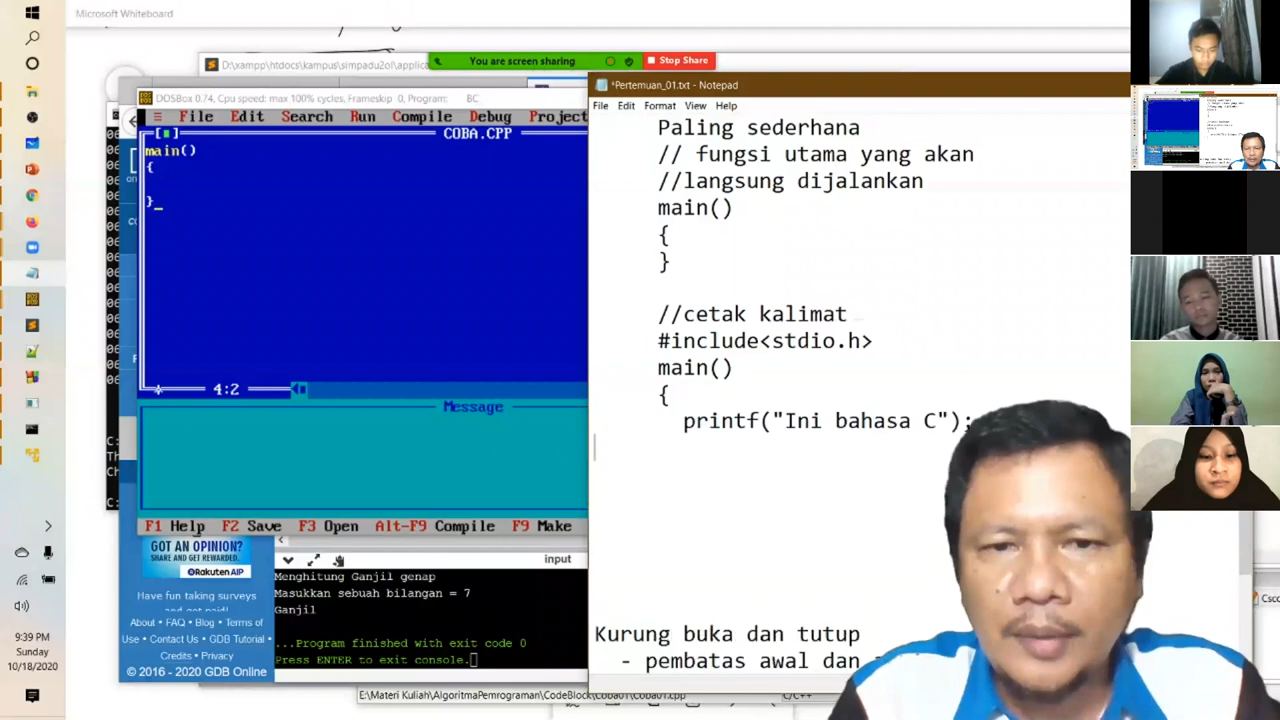 Microsoft Whiteboard
D:\xampp\htdocs\kampus\simpadu2ol\applica
You are screen sharing
Stop Share
*Pertemuan_01.txt - Notepad
File Edit Format View Help
DOSBox 0.74, Cpu speed: max 100% cycles, Frameskip 0, Program: BC
File Edit Search Run Compile Debug Project
COBA.CPP
main()
{
}
4:2
Message
F1 Help F2 Save F3 Open Alt-F9 Compile F9 Make
Paling sederhana
// fungsi utama yang akan
//langsung dijalankan
main()
{
}
//cetak kalimat
#include<stdio.h>
main()
{
printf("Ini bahasa C");
Kurung buka dan tutup
- pembatas awal dan
input
Menghitung Ganjil genap
Masukkan sebuah bilangan = 7
Ganjil
...Program finished with exit code 0
Press ENTER to exit console.
GOT AN OPINION?
SHARE AND GET REWARDED.
Rakuten AIP
Have fun taking surveys
and get paid!
About • FAQ • Blog • Terms of
Use • Contact Us • GDB Tutorial •
Credits • Privacy
© 2016 - 2020 GDB Online
E:\Materi Kuliah\AlgoritmaPemrograman\CodeBlock\Coba01\Coba01.cpp
C/C++
9:39 PM
Sunday
10/18/2020